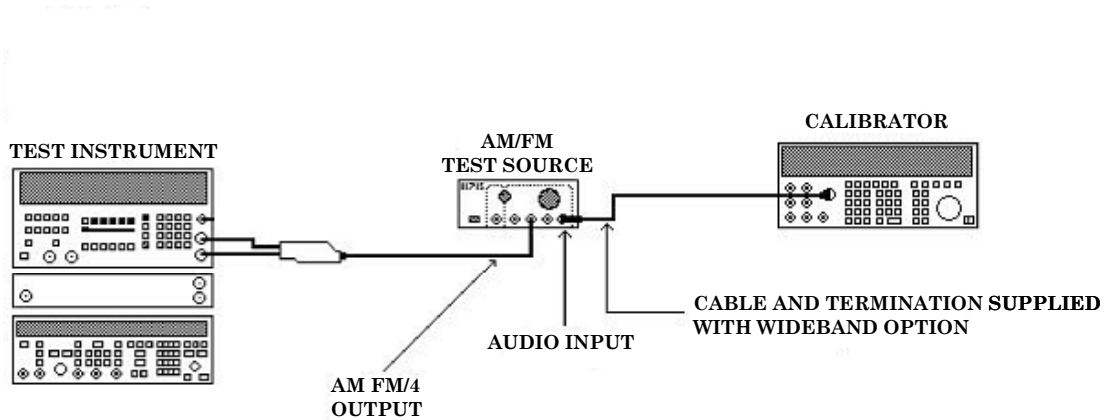 CALIBRATOR
AM/FM
TEST SOURCE
TEST INSTRUMENT
11715
CABLE AND TERMINATION SUPPLIED
WITH WIDEBAND OPTION
AUDIO INPUT
AM FM/4
OUTPUT